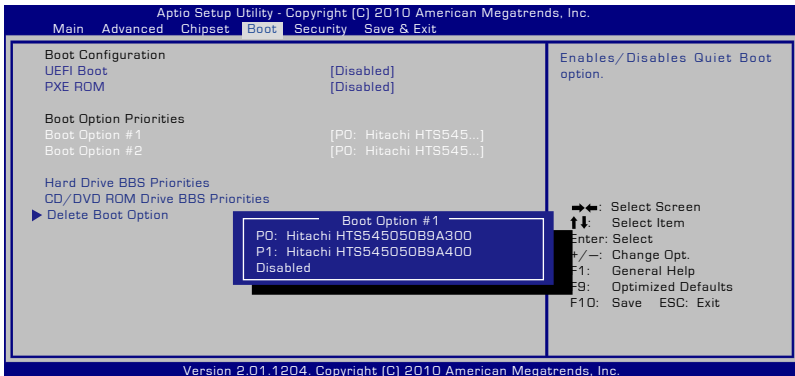 Aptio Setup Utility - Copyright (C) 2010 American Megatrends, Inc.
Main Advanced Chipset Boot Security Save & Exit
Boot Configuration
UEFI Boot [Disabled]
PXE ROM [Disabled]
Boot Option Priorities
Boot Option #1 [P0: Hitachi HTS545...]
Boot Option #2 [P0: Hitachi HTS545...]
Hard Drive BBS Priorities
CD/DVD ROM Drive BBS Priorities
Delete Boot Option
Boot Option #1
P0: Hitachi HTS545050B9A300
P1: Hitachi HTS545050B9A400
Disabled
Enables/Disables Quiet Boot
option.
→←: Select Screen
↑↓: Select Item
Enter: Select
+/—: Change Opt.
F1: General Help
F9: Optimized Defaults
F10: Save ESC: Exit
Version 2.01.1204. Copyright (C) 2010 American Megatrends, Inc.